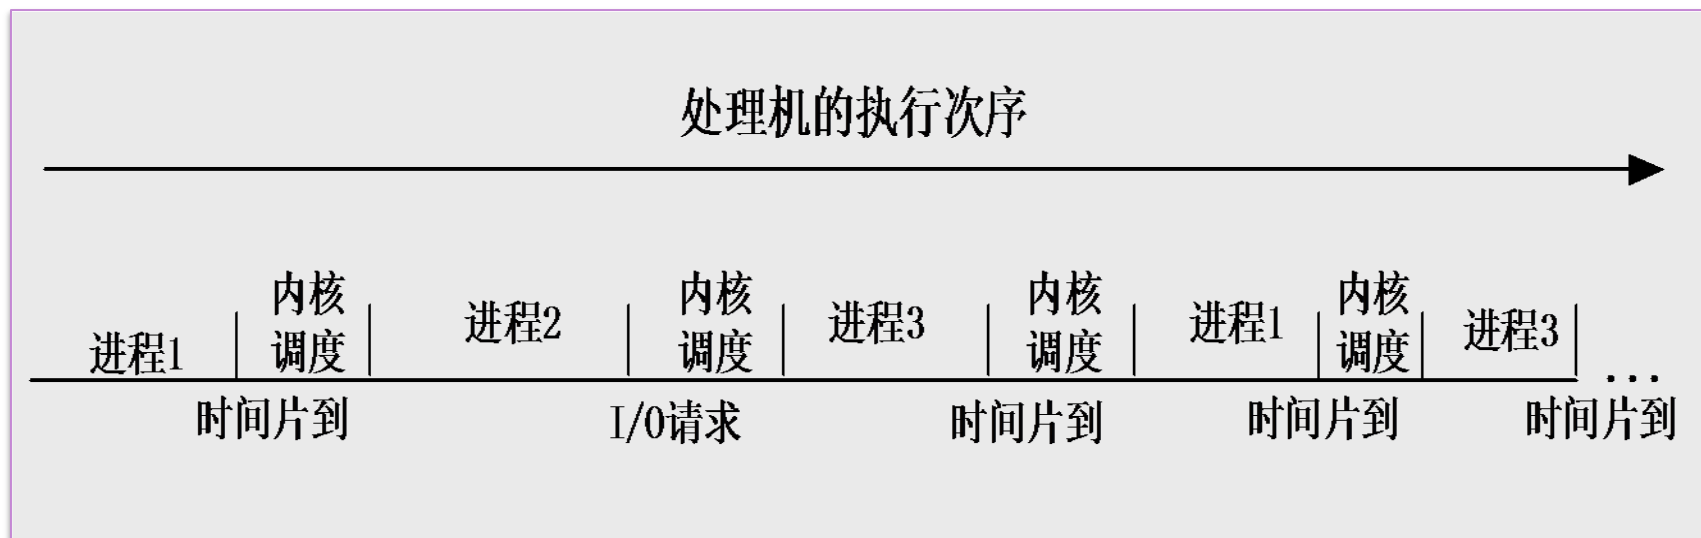 处理机的执行次序
进程1
内核
调度
进程2
内核
调度
进程3
内核
调度
进程1
内核
调度
进程3
...
时间片到
I/O请求
时间片到
时间片到
时间片到